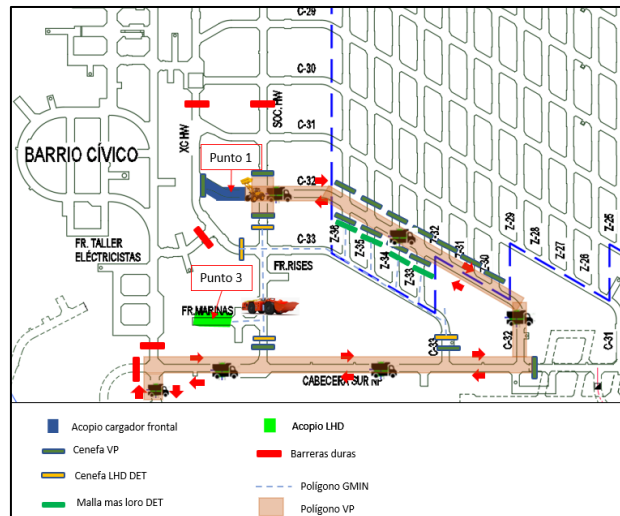 C-29
C-30
C-31
C-32
C-33
XC HW
SOC. HW
BARRIO CÍVICO
Punto 1
FR. TALLER
ELÉCTRICISTAS
FR.RISES
Punto 3
FR.MARINAS
Z-36
Z-35
Z-34
Z-33
Z-32
Z-31
Z-30
Z-29
Z-28
Z-27
Z-26
Z-25
C-33
C-32
C-31
CABECERA SUR NP
Acopio cargador frontal
Acopio LHD
Cenefa VP
Barreras duras
Cenefa LHD DET
Polígono GMIN
Malla mas loro DET
Polígono VP